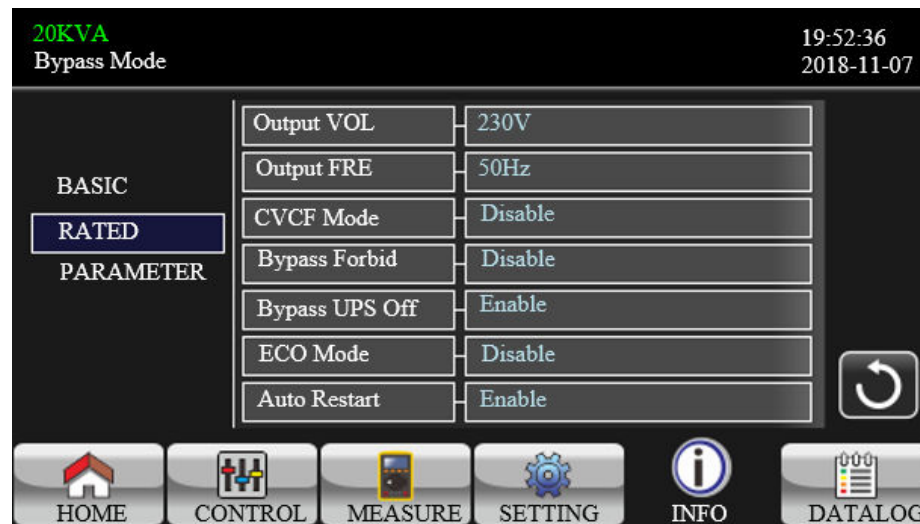 20KVA
Bypass Mode
19:52:36
2018-11-07
BASIC
RATED
PARAMETER
Output VOL 230V
Output FRE 50Hz
CVCF Mode Disable
Bypass Forbid Disable
Bypass UPS Off Enable
ECO Mode Disable
Auto Restart Enable
HOME CONTROL MEASURE SETTING INFO DATALOG